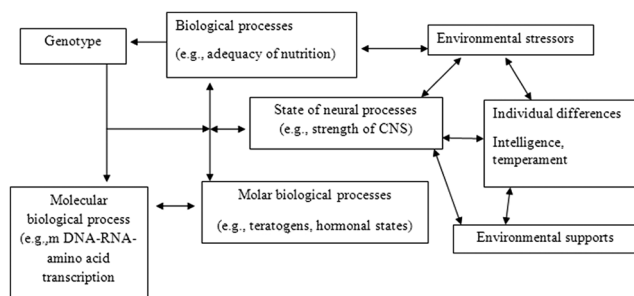 Biological processes
(e.g., adequacy of nutrition)
Genotype
Environmental stressors
State of neural processes
(e.g., strength of CNS)
Individual differences
Intelligence,
temperament
Molecular
biological process
(e.g.,m DNA-RNA-
amino acid
transcription
Molar biological processes
(e.g., teratogens, hormonal states)
Environmental supports